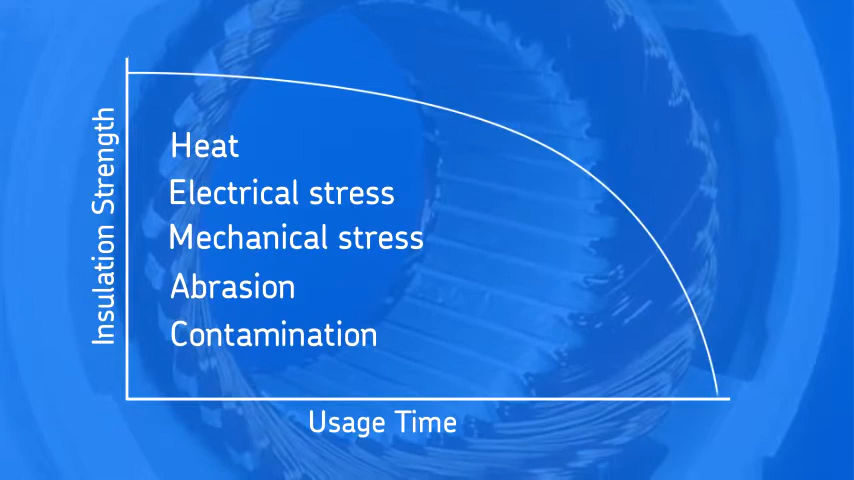 Insulation Strength
Heat
Electrical stress
Mechanical stress
Abrasion
Contamination
Usage Time